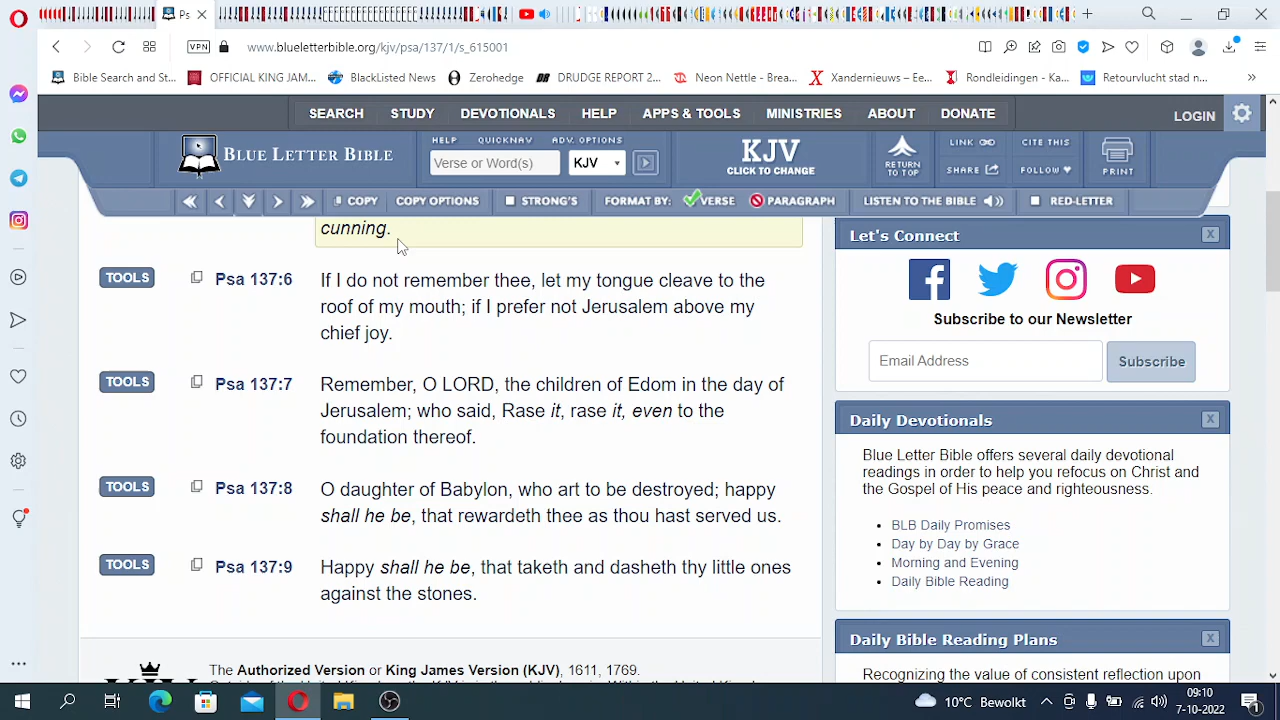 Ps
www.blueletterbible.org/kjv/psa/137/1/s_615001
VPN
Bible Search and St...
OFFICIAL KING JAM...
BlackListed News
Zerohedge
DRUDGE REPORT 2...
Neon Nettle - Brea...
Xandernieuws – Ee...
Rondleidingen - Ka...
Retourvlucht stad n...
»
SEARCH STUDY DEVOTIONALS HELP APPS & TOOLS MINISTRIES ABOUT DONATE
LOGIN
BLUE LETTER BIBLE
HELP QUICKNAV ADV. OPTIONS
Verse or Word(s)
KJV
KJV
CLICK TO CHANGE
RETURN
TO TOP
LINK
SHARE
CITE THIS
FOLLOW
PRINT
COPY COPY OPTIONS STRONG'S FORMAT BY: VERSE PARAGRAPH LISTEN TO THE BIBLE RED-LETTER
cunning.
TOOLS Psa 137:6 If I do not remember thee, let my tongue cleave to the
roof of my mouth; if I prefer not Jerusalem above my
chief joy.
TOOLS Psa 137:7 Remember, O LORD, the children of Edom in the day of
Jerusalem; who said, Rase it, rase it, even to the
foundation thereof.
TOOLS Psa 137:8 O daughter of Babylon, who art to be destroyed; happy
shall he be, that rewardeth thee as thou hast served us.
TOOLS Psa 137:9 Happy shall he be, that taketh and dasheth thy little ones
against the stones.
The Authorized Version or King James Version (KJV), 1611, 1769.
Let's Connect X
Subscribe to our Newsletter
Email Address Subscribe
Daily Devotionals X
Blue Letter Bible offers several daily devotional
readings in order to help you refocus on Christ and
the Gospel of His peace and righteousness.
• BLB Daily Promises
• Day by Day by Grace
• Morning and Evening
• Daily Bible Reading
Daily Bible Reading Plans X
Recognizing the value of consistent reflection upon
10°C Bewolkt
09:10
7-10-2022
1